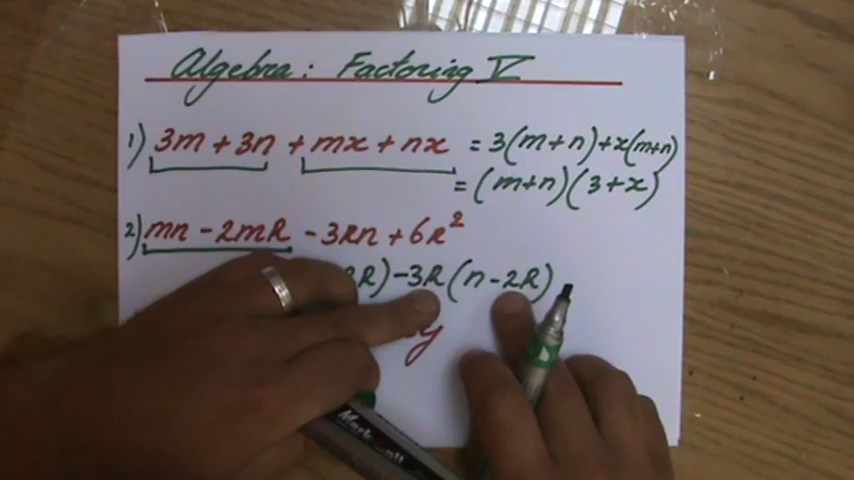 Algebra: Factoring V
1) 3m + 3n + mx + nx = 3(m+n)+x(m+n)
= (m+n)(3+x)
2) mn - 2mR - 3Rn + 6R²
R) - 3R(n-2R)
y